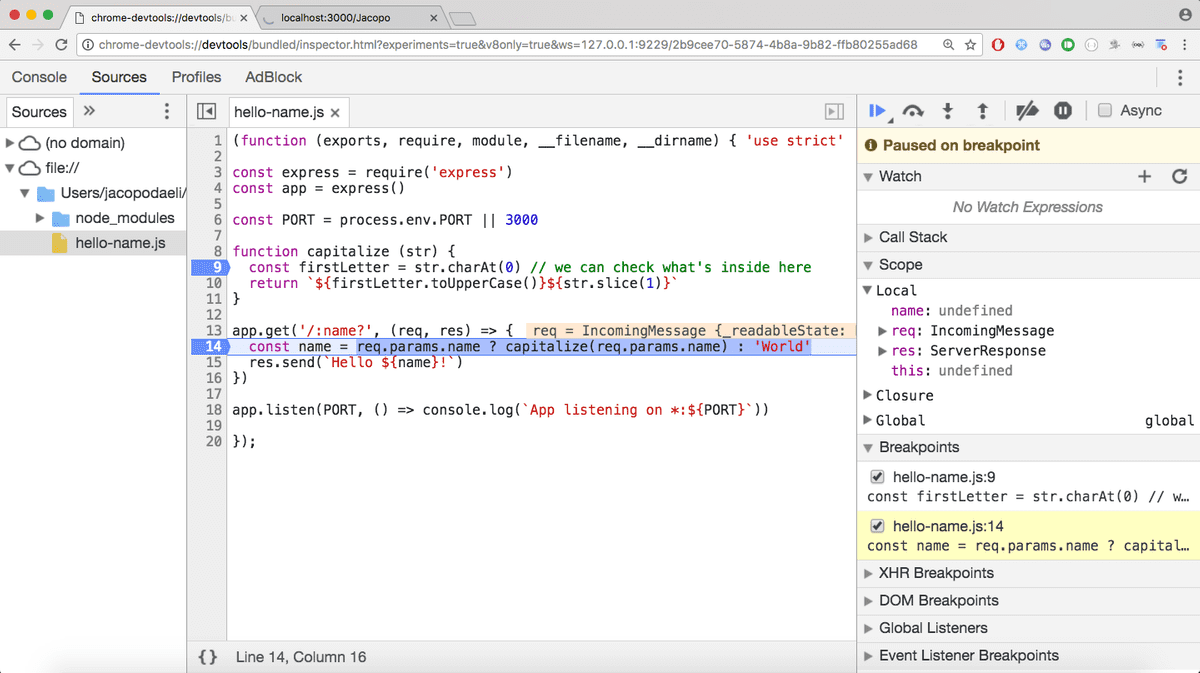 chrome-devtools://devtools/bu
localhost:3000/Jacopo
chrome-devtools://devtools/bundled/inspector.html?experiments=true&v8only=true&ws=127.0.0.1:9229/2b9cee70-5874-4b8a-9b82-ffb80255ad68
Console Sources Profiles AdBlock
Sources
hello-name.js
Async
(no domain)
file://
Users/jacopodaeli/
node_modules
hello-name.js
1 (function (exports, require, module, __filename, __dirname) { 'use strict'
2
3 const express = require('express')
4 const app = express()
5
6 const PORT = process.env.PORT || 3000
7
8 function capitalize (str) {
9 const firstLetter = str.charAt(0) // we can check what's inside here
10 return `${firstLetter.toUpperCase()}${str.slice(1)}`
11 }
12
13 app.get('/:name?', (req, res) => { req = IncomingMessage {_readableState:
14 const name = req.params.name ? capitalize(req.params.name) : 'World'
15 res.send(`Hello ${name}!`)
16 })
17
18 app.listen(PORT, () => console.log(`App listening on *:${PORT}`))
19
20 });
{} Line 14, Column 16
Paused on breakpoint
Watch
No Watch Expressions
Call Stack
Scope
Local
name: undefined
req: IncomingMessage
res: ServerResponse
this: undefined
Closure
Global global
Breakpoints
hello-name.js:9
const firstLetter = str.charAt(0) // w…
hello-name.js:14
const name = req.params.name ? capital…
XHR Breakpoints
DOM Breakpoints
Global Listeners
Event Listener Breakpoints